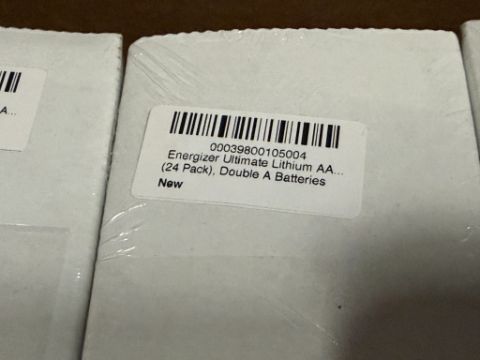 A...
00039800105004
Energizer Ultimate Lithium AA...
(24 Pack), Double A Batteries
New